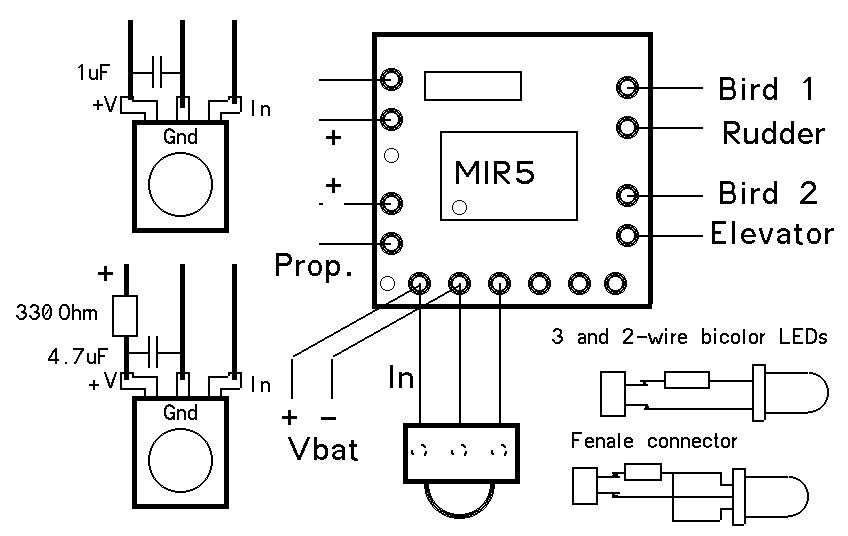 1uF
+V
In
Gnd
+
330 Ohm
4.7uF
+V
In
Gnd
+
+
-
Prop.
MIR5
Bird 1
Rudder
Bird 2
Elevator
In
+ -
Vbat
3 and 2-wire bicolor LEDs
Fenale connector